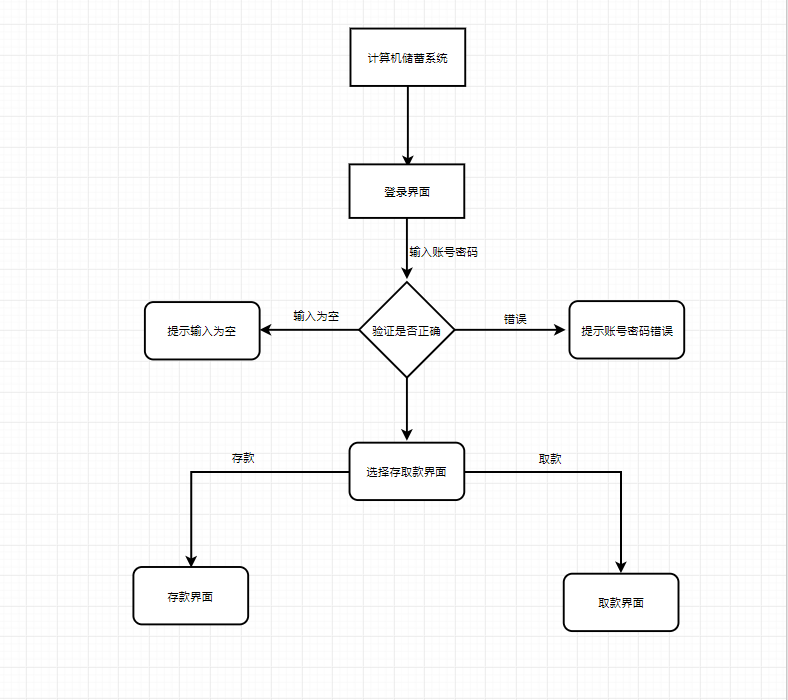 计算机储蓄系统
登录界面
输入账号密码
输入为空
错误
提示输入为空
验证是否正确
提示账号密码错误
存款
取款
选择存取款界面
存款界面
取款界面